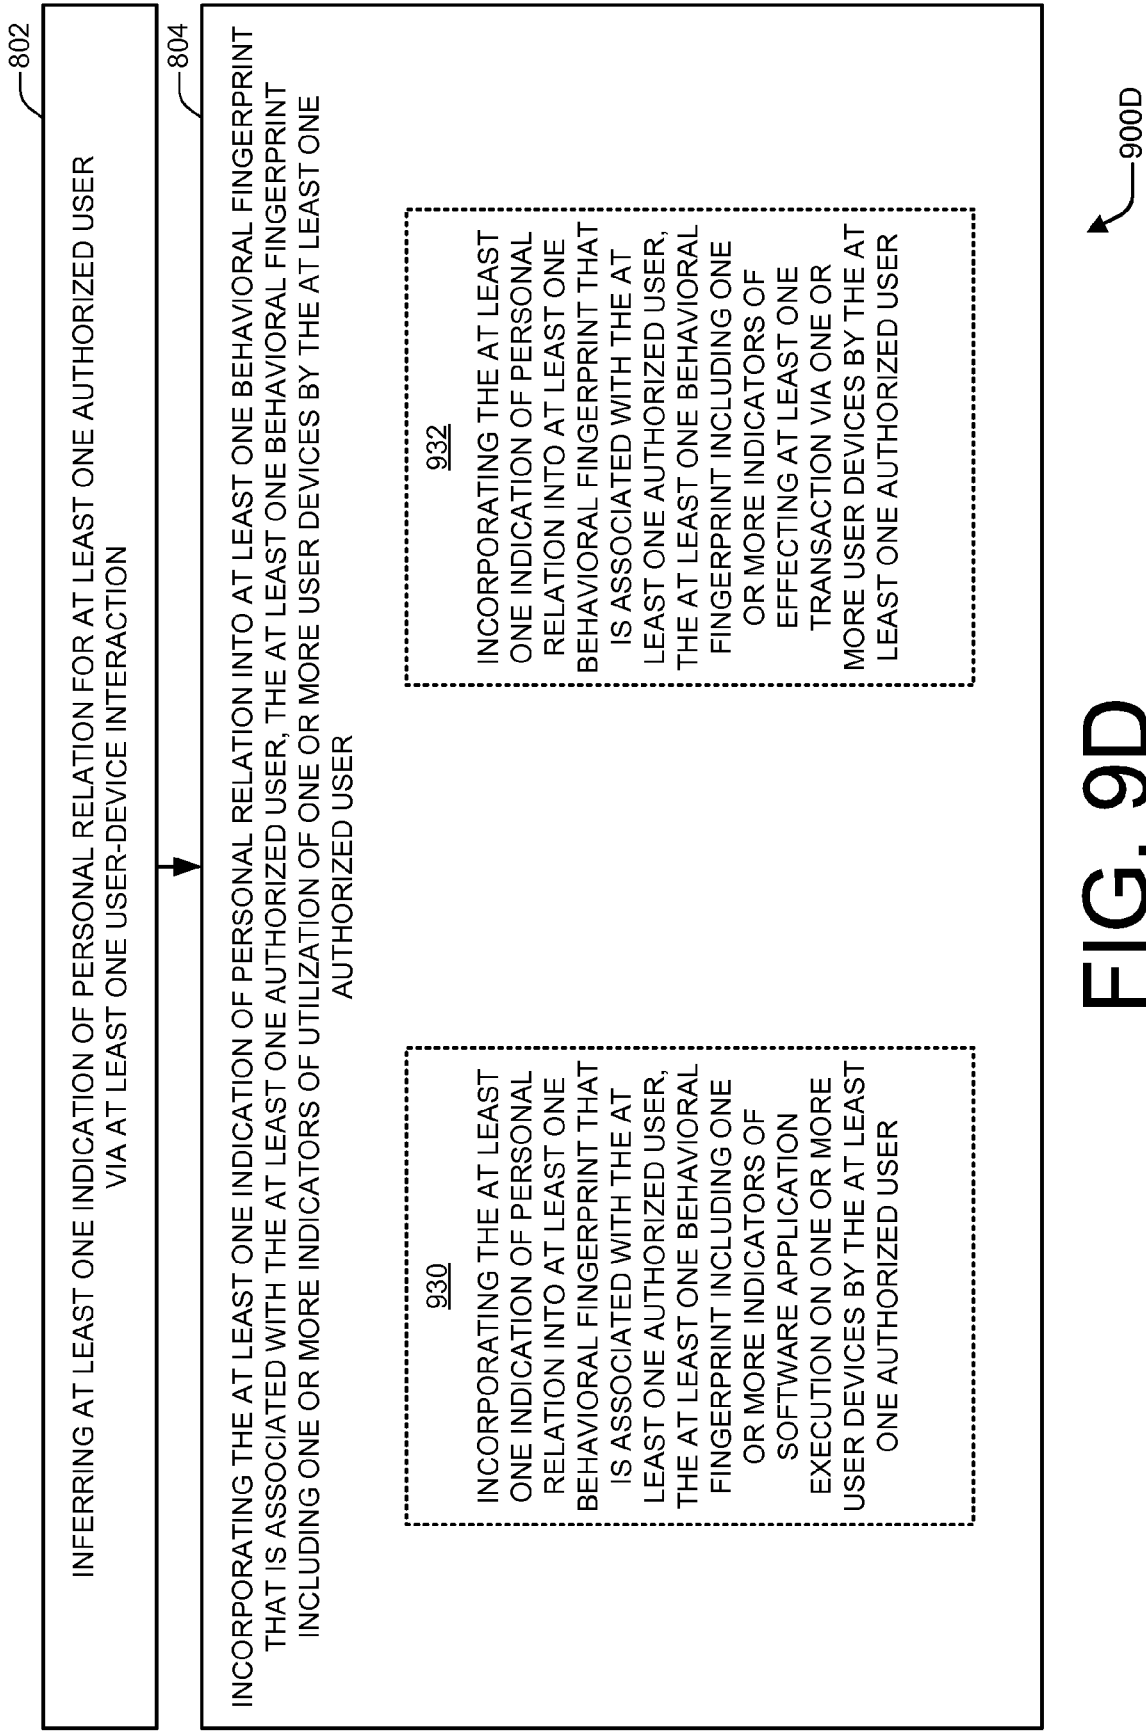 802
INFERRING AT LEAST ONE INDICATION OF PERSONAL RELATION FOR AT LEAST ONE AUTHORIZED USER
VIA AT LEAST ONE USER-DEVICE INTERACTION
804
INCORPORATING THE AT LEAST ONE INDICATION OF PERSONAL RELATION INTO AT LEAST ONE BEHAVIORAL FINGERPRINT
THAT IS ASSOCIATED WITH THE AT LEAST ONE AUTHORIZED USER, THE AT LEAST ONE BEHAVIORAL FINGERPRINT
INCLUDING ONE OR MORE INDICATORS OF UTILIZATION OF ONE OR MORE USER DEVICES BY THE AT LEAST ONE
AUTHORIZED USER
930
INCORPORATING THE AT LEAST
ONE INDICATION OF PERSONAL
RELATION INTO AT LEAST ONE
BEHAVIORAL FINGERPRINT THAT
IS ASSOCIATED WITH THE AT
LEAST ONE AUTHORIZED USER,
THE AT LEAST ONE BEHAVIORAL
FINGERPRINT INCLUDING ONE
OR MORE INDICATORS OF
SOFTWARE APPLICATION
EXECUTION ON ONE OR MORE
USER DEVICES BY THE AT LEAST
ONE AUTHORIZED USER
932
INCORPORATING THE AT LEAST
ONE INDICATION OF PERSONAL
RELATION INTO AT LEAST ONE
BEHAVIORAL FINGERPRINT THAT
IS ASSOCIATED WITH THE AT
LEAST ONE AUTHORIZED USER,
THE AT LEAST ONE BEHAVIORAL
FINGERPRINT INCLUDING ONE
OR MORE INDICATORS OF
EFFECTING AT LEAST ONE
TRANSACTION VIA ONE OR
MORE USER DEVICES BY THE AT
LEAST ONE AUTHORIZED USER
900D
FIG. 9D